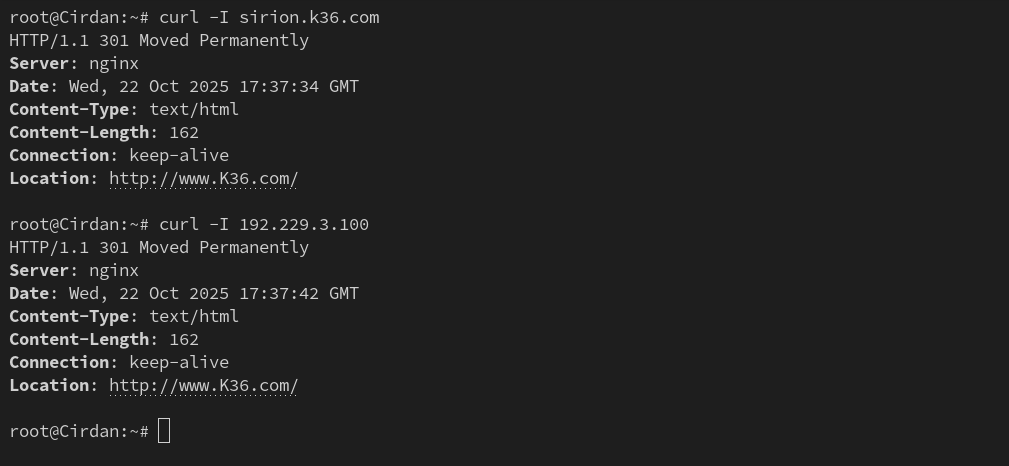 root@Cirdan:~# curl -I sirion.k36.com
HTTP/1.1 301 Moved Permanently
Server: nginx
Date: Wed, 22 Oct 2025 17:37:34 GMT
Content-Type: text/html
Content-Length: 162
Connection: keep-alive
Location: http://www.K36.com/
root@Cirdan:~# curl -I 192.229.3.100
HTTP/1.1 301 Moved Permanently
Server: nginx
Date: Wed, 22 Oct 2025 17:37:42 GMT
Content-Type: text/html
Content-Length: 162
Connection: keep-alive
Location: http://www.K36.com/
root@Cirdan:~#